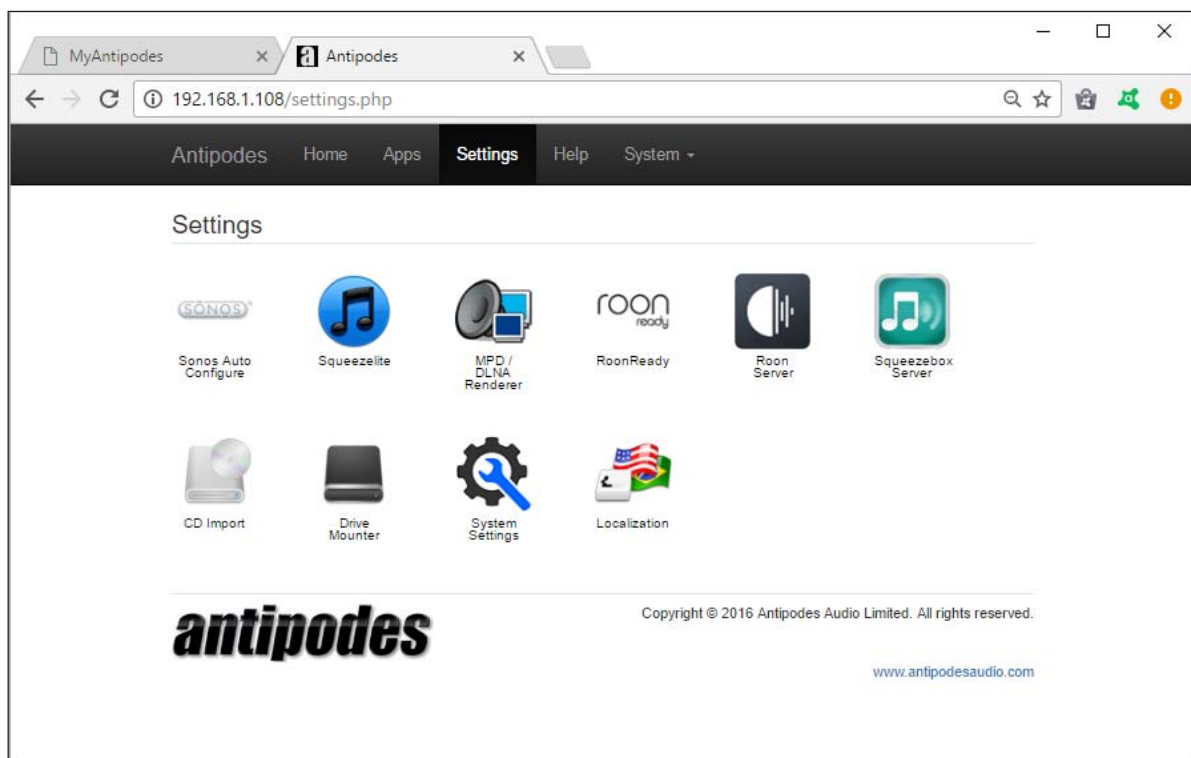 MyAntipodes
Antipodes
192.168.1.108/settings.php
Antipodes Home Apps Settings Help System
Settings
SONOS
roon
ready
Sonos Auto
Configure
Squeezelite
MPD /
DLNA
Renderer
RoonReady
Roon
Server
Squeezebox
Server
CD Import
Drive
Mounter
System
Settings
Localization
antipodes
Copyright © 2016 Antipodes Audio Limited. All rights reserved.
www.antipodesaudio.com